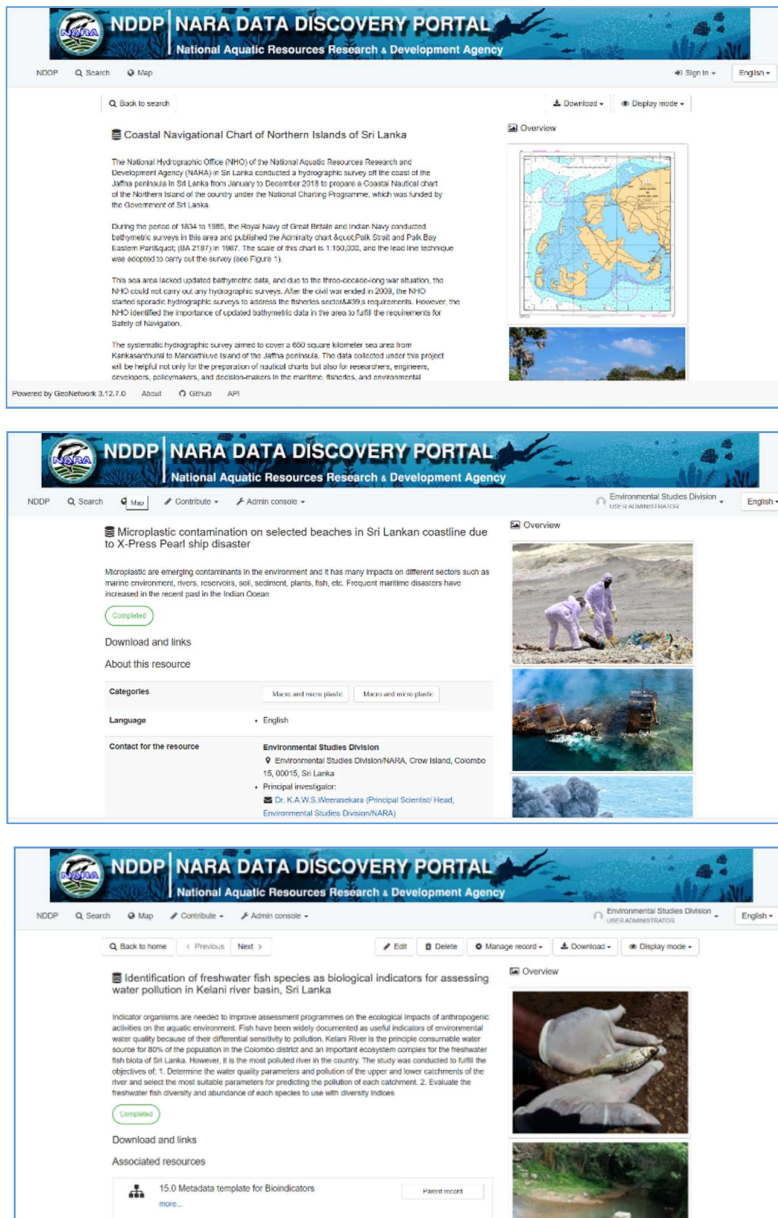 NDDP NARA DATA DISCOVERY PORTAL
National Aquatic Resources Research & Development Agency
NDDP Search Map Sign In English
Back to search Download Display mode
Coastal Navigational Chart of Northern Islands of Sri Lanka
Overview
The National Hydrographic Office (NHO) of the National Aquatic Resources Research and
Development Agency (NARA) in Sri Lanka conducted a hydrographic survey off the coast of the
Jaffna peninsula in Sri Lanka from January to December 2018 to prepare a Coastal Nautical chart
of the Northern Island of the country under the National Charting Programme, which was funded by
the Government of Sri Lanka.
During the period of 1834 to 1985, the Royal Navy of Great Britain and Indian Navy conducted
bathymetric surveys in this area and published the Admiralty chart &quot;Palk Strait and Palk Bay
Eastern Part&quot; (BA 2197) in 1987. The scale of this chart is 1:150,000, and the lead line technique
was adopted to carry out the survey (see Figure 1).
This sea area lacked updated bathymetric data, and due to the three-decade-long war situation, the
NHO could not carry out any hydrographic surveys. After the civil war ended in 2009, the NHO
started sporadic hydrographic surveys to address the fisheries sector&#39;s requirements. However, the
NHO identified the importance of updated bathymetric data in the area to fulfill the requirements for
Safety of Navigation.
The systematic hydrographic survey aimed to cover a 650 square kilometer sea area from
Kankasanthurai to Mandathiuve Island of the Jaffna peninsula. The data collected under this project
will be helpful not only for the preparation of nautical charts but also for researchers, engineers,
developers, policymakers, and decision-makers in the maritime, fisheries, and environmental
Powered by GeoNetwork 3.12.7.0 About Github API
NDDP NARA DATA DISCOVERY PORTAL
National Aquatic Resources Research & Development Agency
NDDP Search Map Contribute Admin console Environmental Studies Division English
USER ADMINISTRATOR
Microplastic contamination on selected beaches in Sri Lankan coastline due
to X-Press Pearl ship disaster
Overview
Microplastic are emerging contaminants in the environment and it has many impacts on different sectors such as
marine environment, rivers, reservoirs, soil, sediment, plants, fish, etc. Frequent maritime disasters have
increased in the recent past in the Indian Ocean
Completed
Download and links
About this resource
Categories Macro and micro plastic Macro and micro plastic
Language • English
Contact for the resource Environmental Studies Division
Environmental Studies Division/NARA, Crow Island, Colombo
15, 00015, Sri Lanka
• Principal investigator:
Dr. K.A.W.S.Weerasekara (Principal Scientist/ Head,
Environmental Studies Division/NARA)
NDDP NARA DATA DISCOVERY PORTAL
National Aquatic Resources Research & Development Agency
NDDP Search Map Contribute Admin console Environmental Studies Division English
USER ADMINISTRATOR
Back to home < Previous Next > Edit Delete Manage record Download Display mode
Identification of freshwater fish species as biological indicators for assessing
water pollution in Kelani river basin, Sri Lanka
Overview
Indicator organisms are needed to improve assessment programmes on the ecological impacts of anthropogenic
activities on the aquatic environment. Fish have been widely documented as useful indicators of environmental
water quality because of their differential sensitivity to pollution. Kelani River is the principle consumable water
source for 80% of the population in the Colombo district and an important ecosystem complex for the freshwater
fish biota of Sri Lanka. However, it is the most polluted river in the country. The study was conducted to fulfill the
objectives of; 1. Determine the water quality parameters and pollution of the upper and lower catchments of the
river and select the most suitable parameters for predicting the pollution of each catchment. 2. Evaluate the
freshwater fish diversity and abundance of each species to use with diversity indices
Completed
Download and links
Associated resources
15.0 Metadata template for Bioindicators Parent record
more...